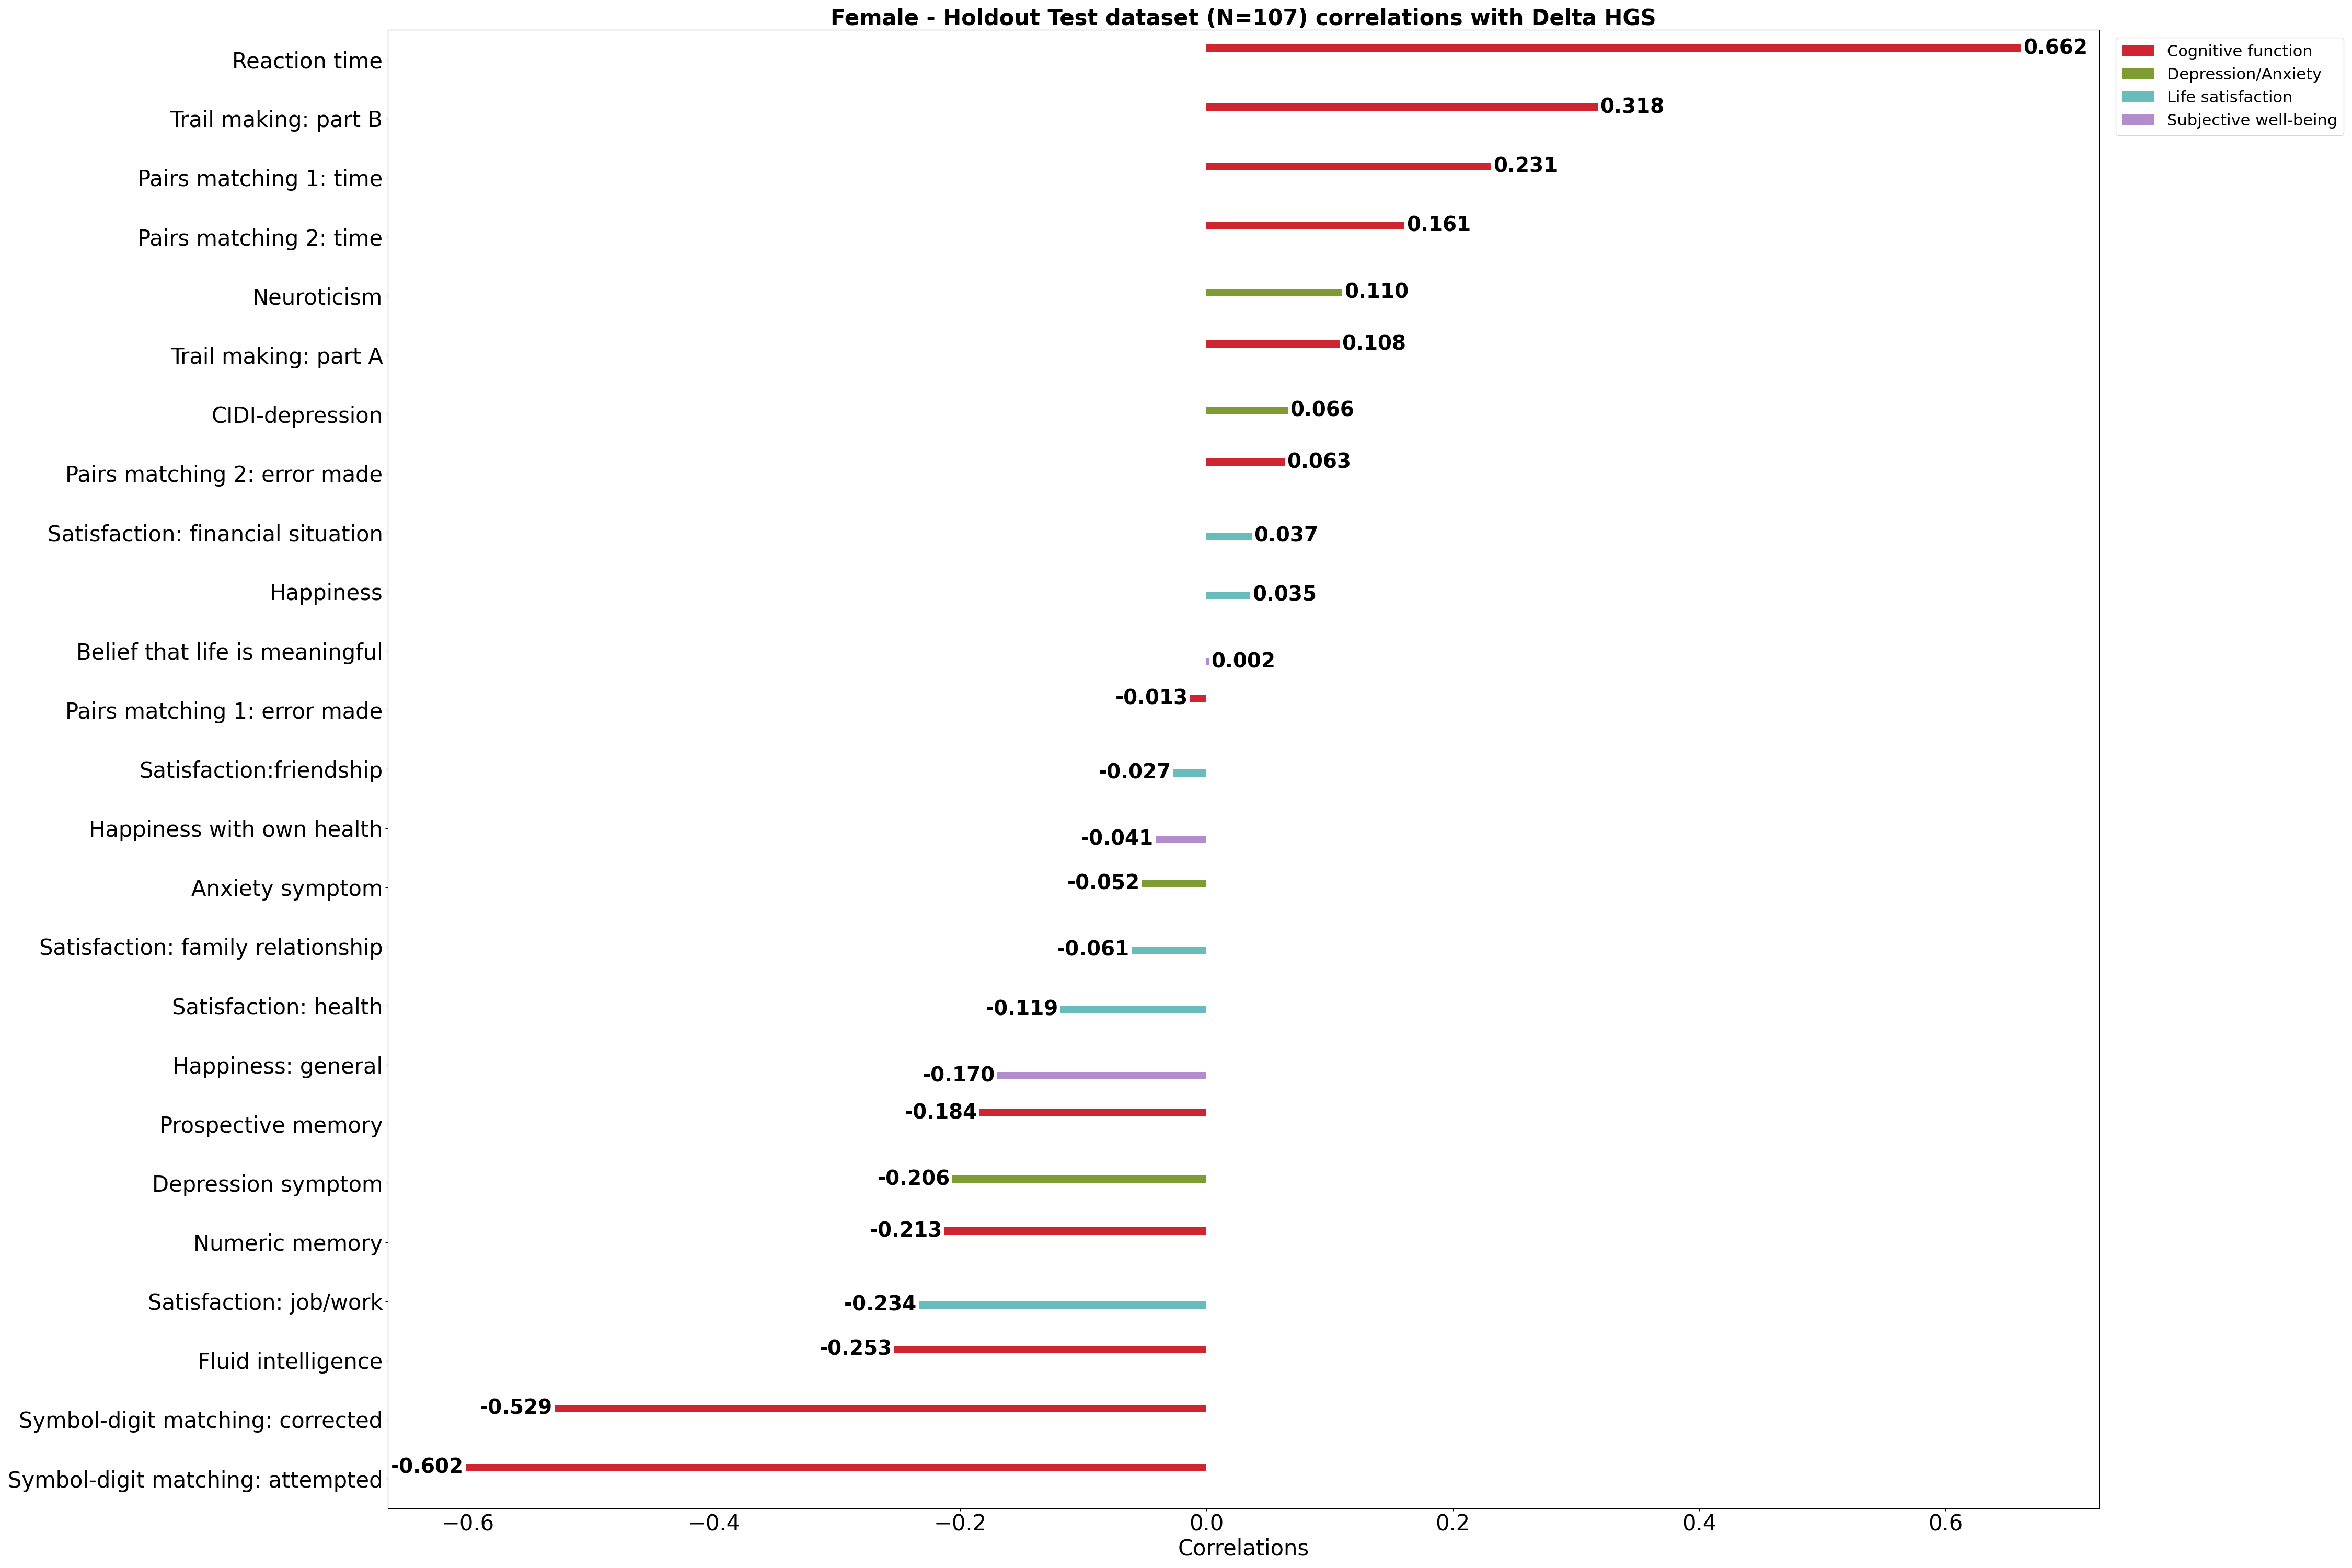 Female - Holdout Test dataset (N=107) correlations with Delta HGS
Reaction time 0.662
Trail making: part B 0.318
Pairs matching 1: time 0.231
Pairs matching 2: time 0.161
Neuroticism 0.110
Trail making: part A 0.108
CIDI-depression 0.066
Pairs matching 2: error made 0.063
Satisfaction: financial situation 0.037
Happiness 0.035
Belief that life is meaningful 0.002
Pairs matching 1: error made -0.013
Satisfaction:friendship -0.027
Happiness with own health -0.041
Anxiety symptom -0.052
Satisfaction: family relationship -0.061
Satisfaction: health -0.119
Happiness: general -0.170
Prospective memory -0.184
Depression symptom -0.206
Numeric memory -0.213
Satisfaction: job/work -0.234
Fluid intelligence -0.253
Symbol-digit matching: corrected -0.529
Symbol-digit matching: attempted -0.602
−0.6 −0.4 −0.2 0.0 0.2 0.4 0.6
Correlations
Cognitive function
Depression/Anxiety
Life satisfaction
Subjective well-being